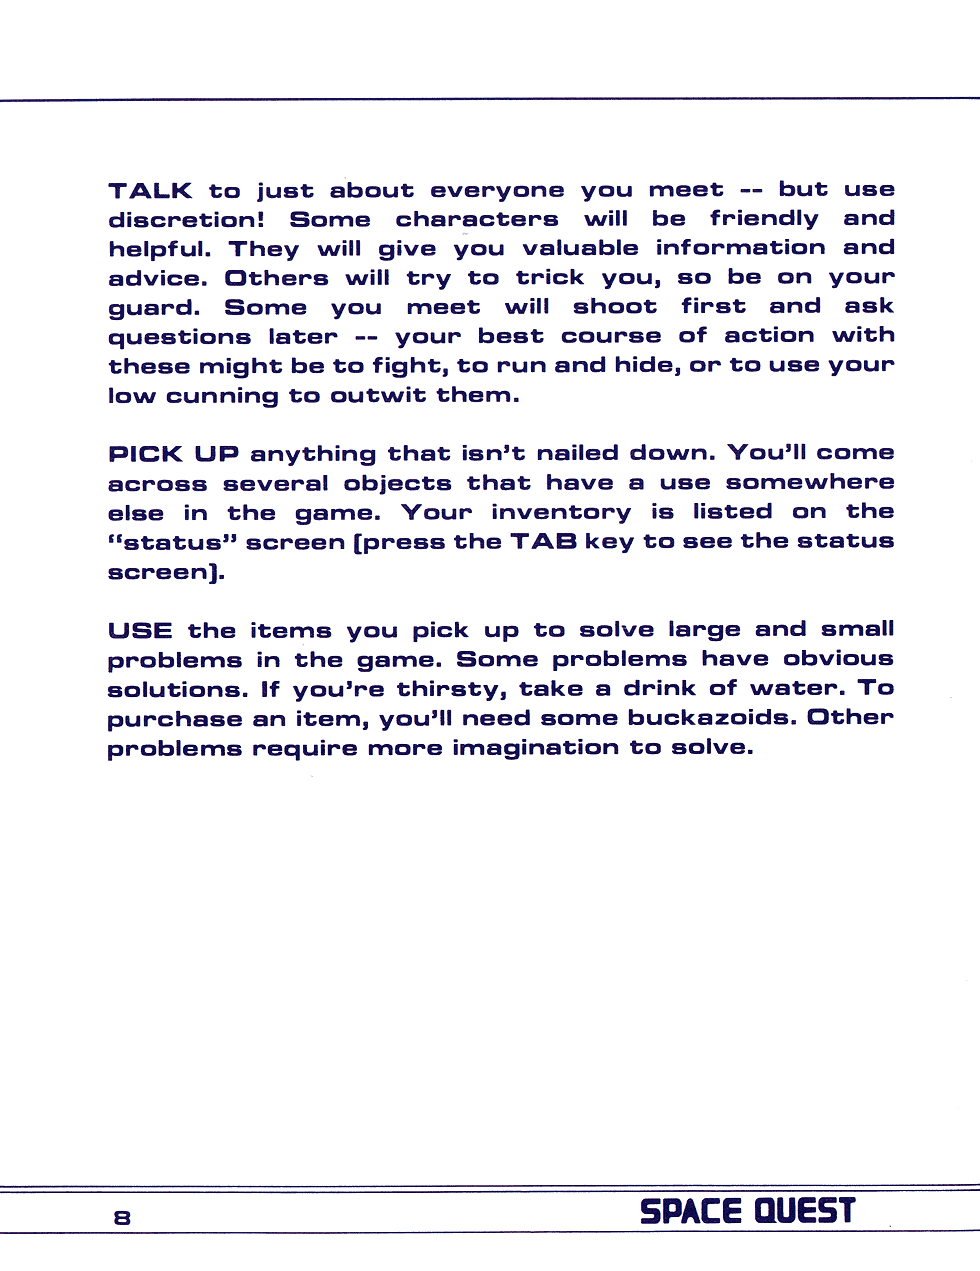 TALK to just about everyone you meet -- but use
discretion! Some characters will be friendly and
helpful. They will give you valuable information and
advice. Others will try to trick you, so be on your
guard. Some you meet will shoot first and ask
questions later -- your best course of action with
these might be to fight, to run and hide, or to use your
low cunning to outwit them.
PICK UP anything that isn't nailed down. You'll come
across several objects that have a use somewhere
else in the game. Your inventory is listed on the
“status” screen (press the TAB key to see the status
screen).
USE the items you pick up to solve large and small
problems in the game. Some problems have obvious
solutions. If you're thirsty, take a drink of water. To
purchase an item, you'll need some buckazoids. Other
problems require more imagination to solve.
8 SPACE QUEST